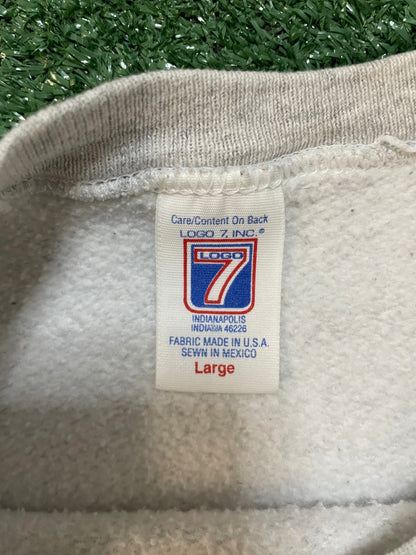 Care/Content On Back
LOGO 7, INC.®
LOGO
7
INDIANAPOLIS
INDIANA 46226
FABRIC MADE IN U.S.A.
SEWN IN MEXICO
Large